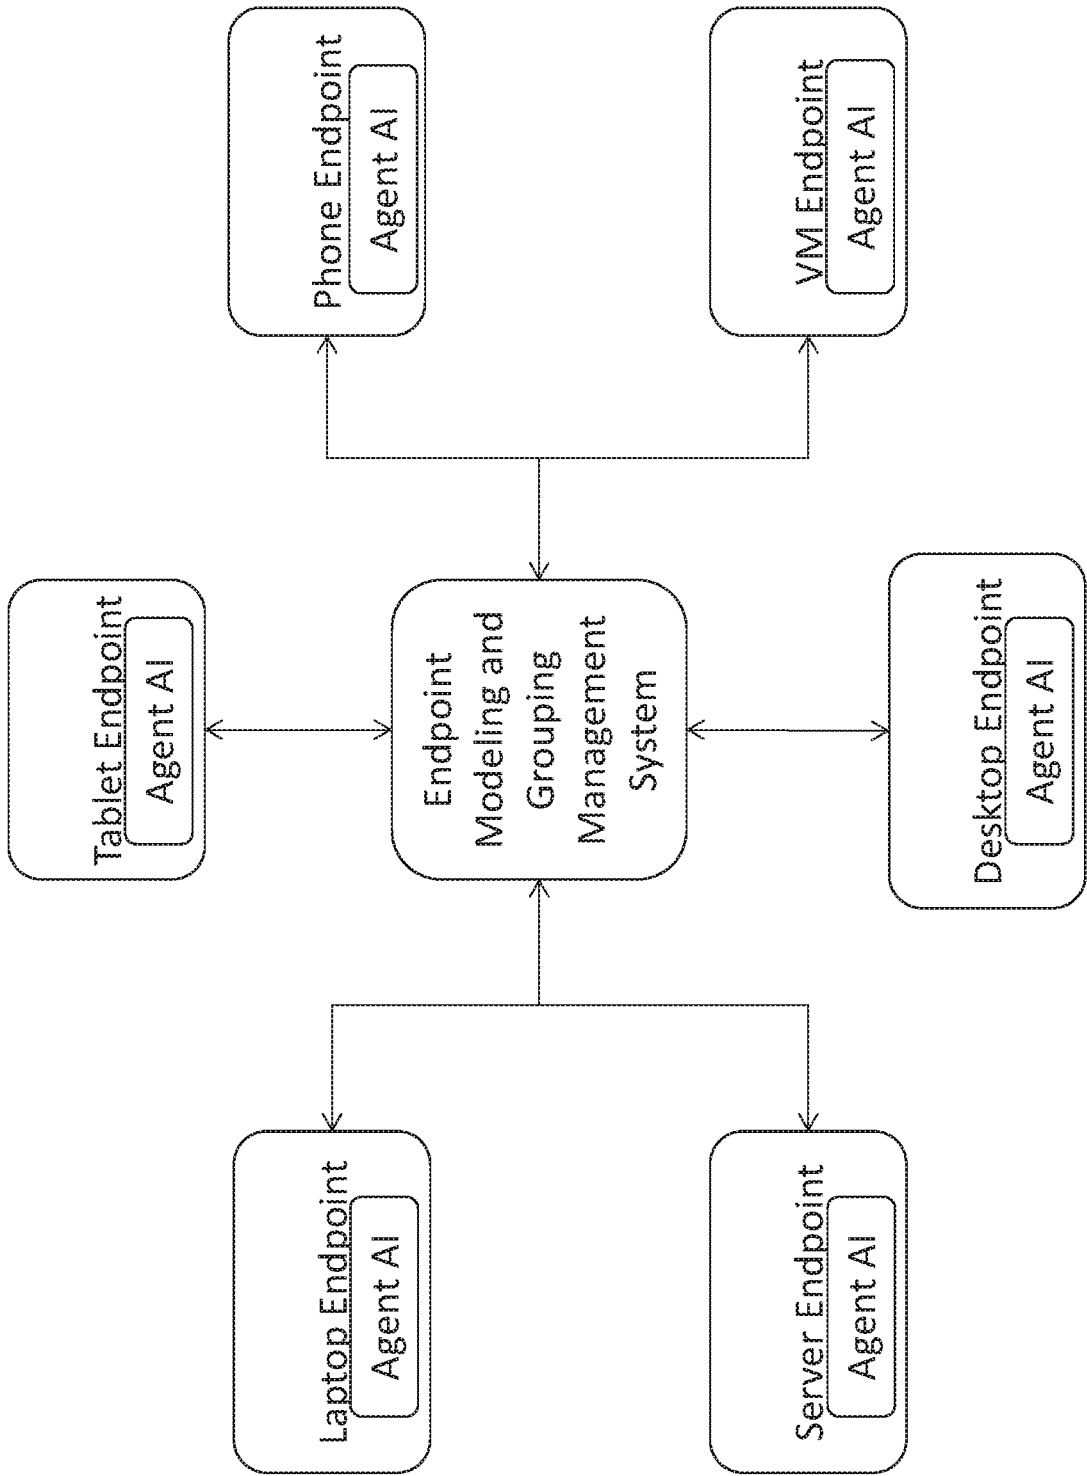 Laptop Endpoint
Agent AI
Tablet Endpoint
Agent AI
Phone Endpoint
Agent AI
Endpoint
Modeling and
Grouping
Management
System
Server Endpoint
Agent AI
Desktop Endpoint
Agent AI
VM Endpoint
Agent AI